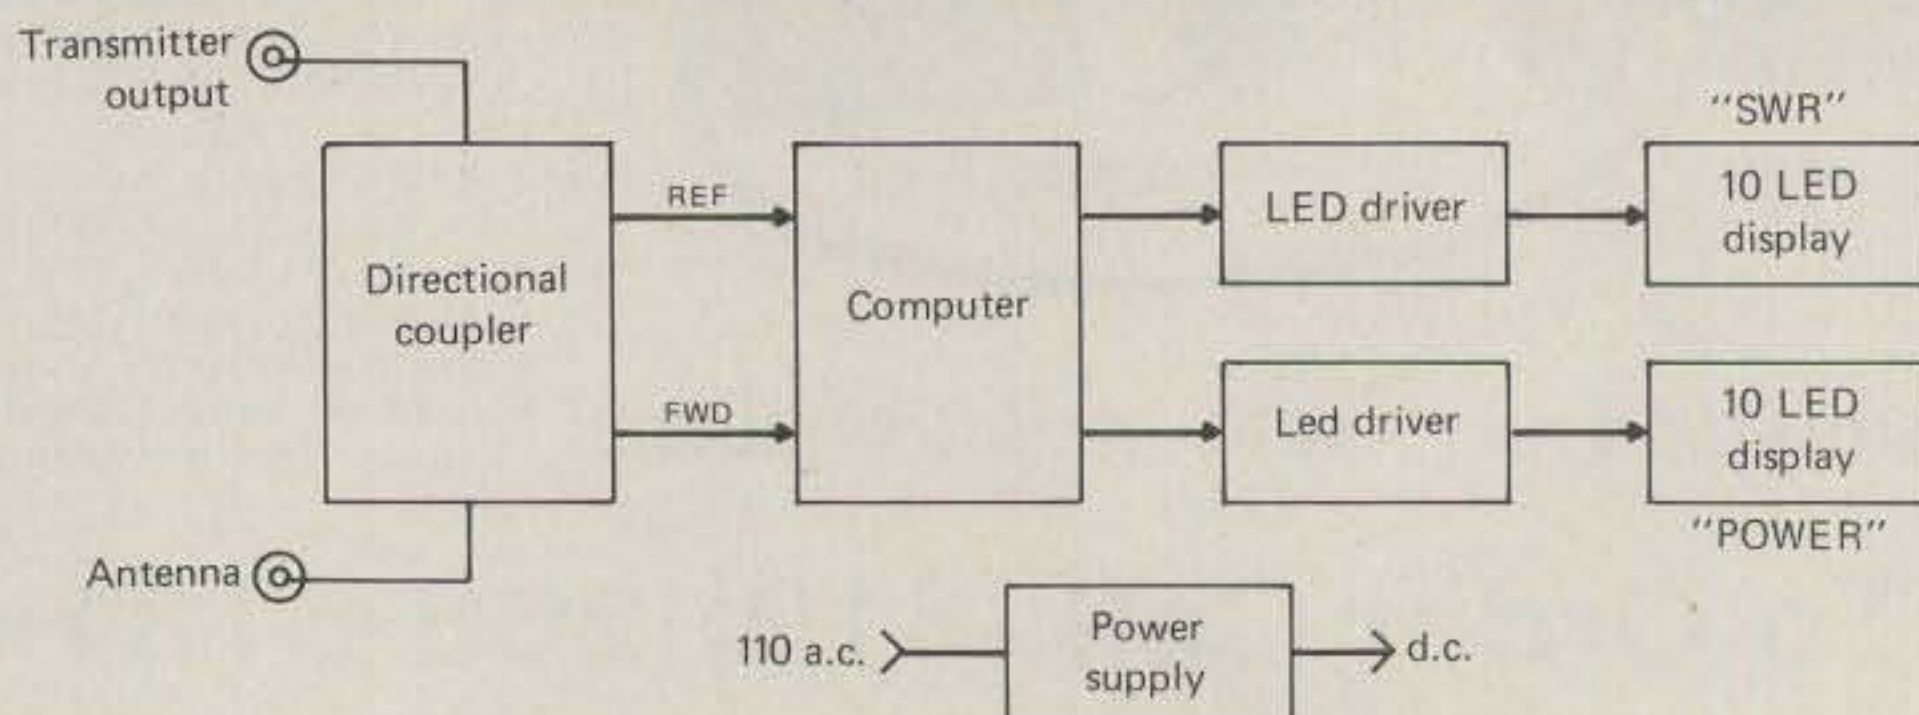 Transmitter
output
"SWR"
Directional
coupler
REF
FWD
Computer
LED driver
10 LED
display
Led driver
10 LED
display
"POWER"
Antenna
110 a.c.
Power
supply
d.c.